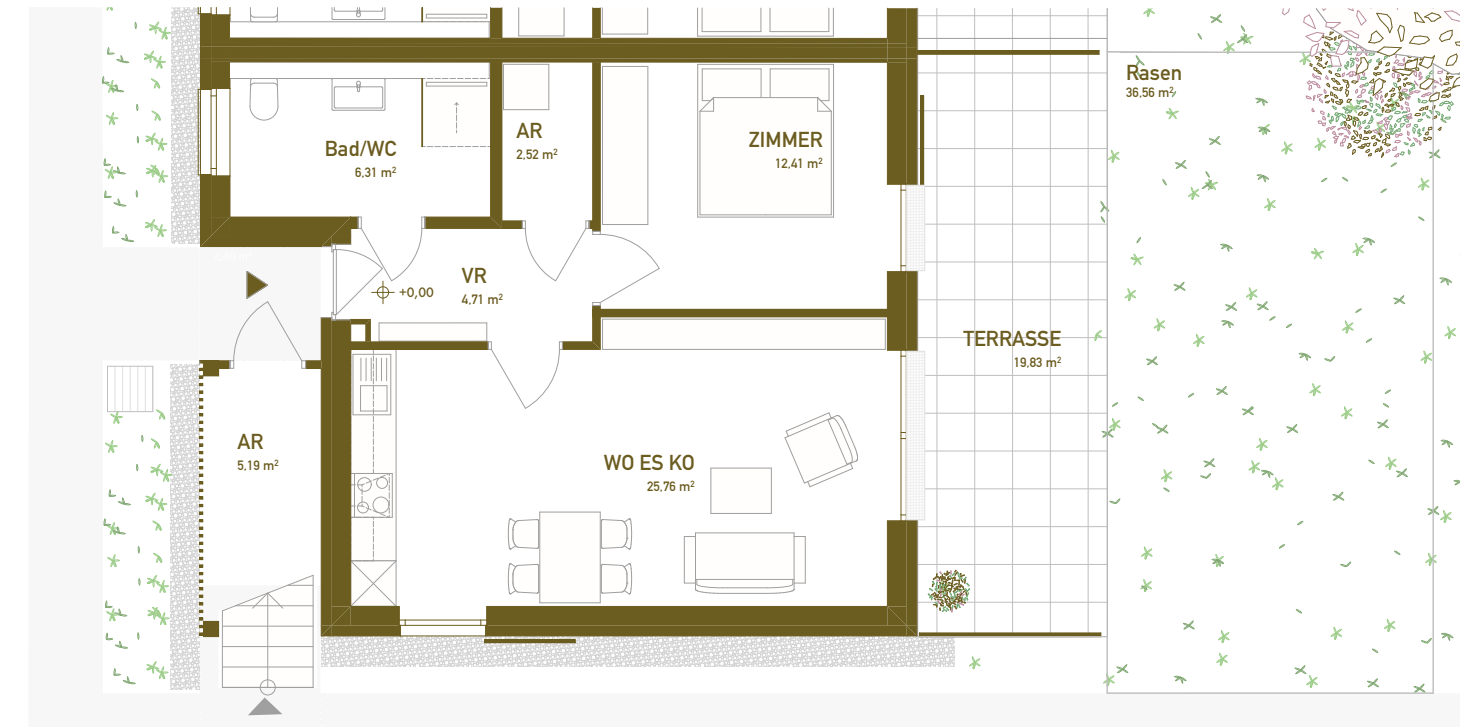 Rasen
36,56 m²
Bad/WC
6,31 m²
AR
2,52 m²
ZIMMER
12,41 m²
VR
4,71 m²
+0,00
TERRASSE
19,83 m²
AR
5,19 m²
WO ES KO
25,76 m²